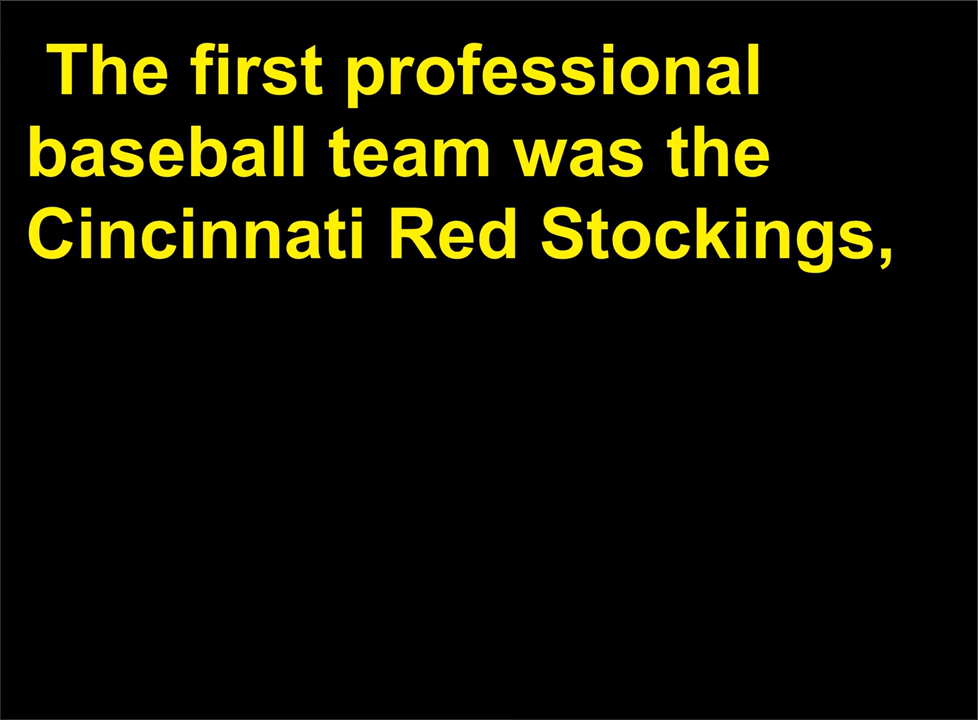 The first professional
baseball team was the
Cincinnati Red Stockings,